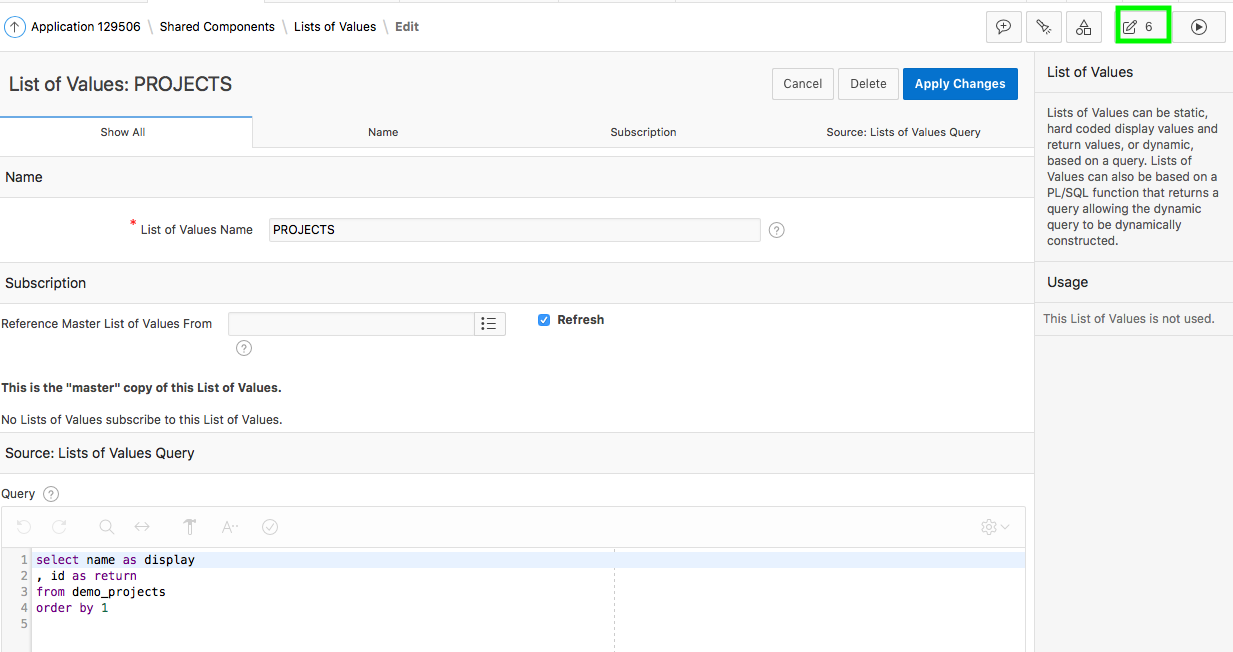 Application 129506 \ Shared Components \ Lists of Values \ Edit
6
List of Values: PROJECTS
Cancel
Delete
Apply Changes
Show All
Name
Subscription
Source: Lists of Values Query
Name
* List of Values Name
PROJECTS
?
Subscription
Reference Master List of Values From
Refresh
?
This is the "master" copy of this List of Values.
No Lists of Values subscribe to this List of Values.
Source: Lists of Values Query
Query ?
A
1 select name as display
2 , id as return
3 from demo_projects
4 order by 1
5
List of Values
Lists of Values can be static,
hard coded display values and
return values, or dynamic,
based on a query. Lists of
Values can also be based on a
PL/SQL function that returns a
query allowing the dynamic
query to be dynamically
constructed.
Usage
This List of Values is not used.